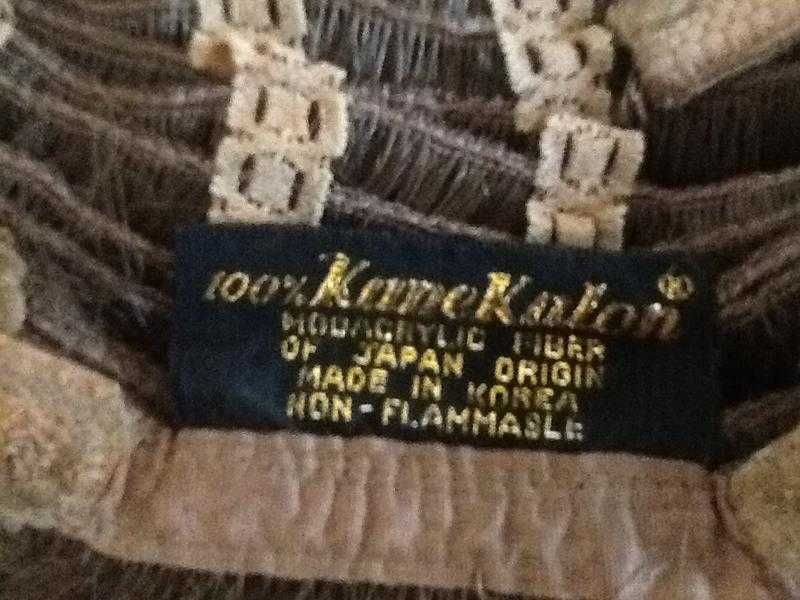 100% KaneKalon ®
MODACRYLIC FIBER
OF JAPAN ORIGIN
MADE IN KOREA
NON-FLAMMABLE